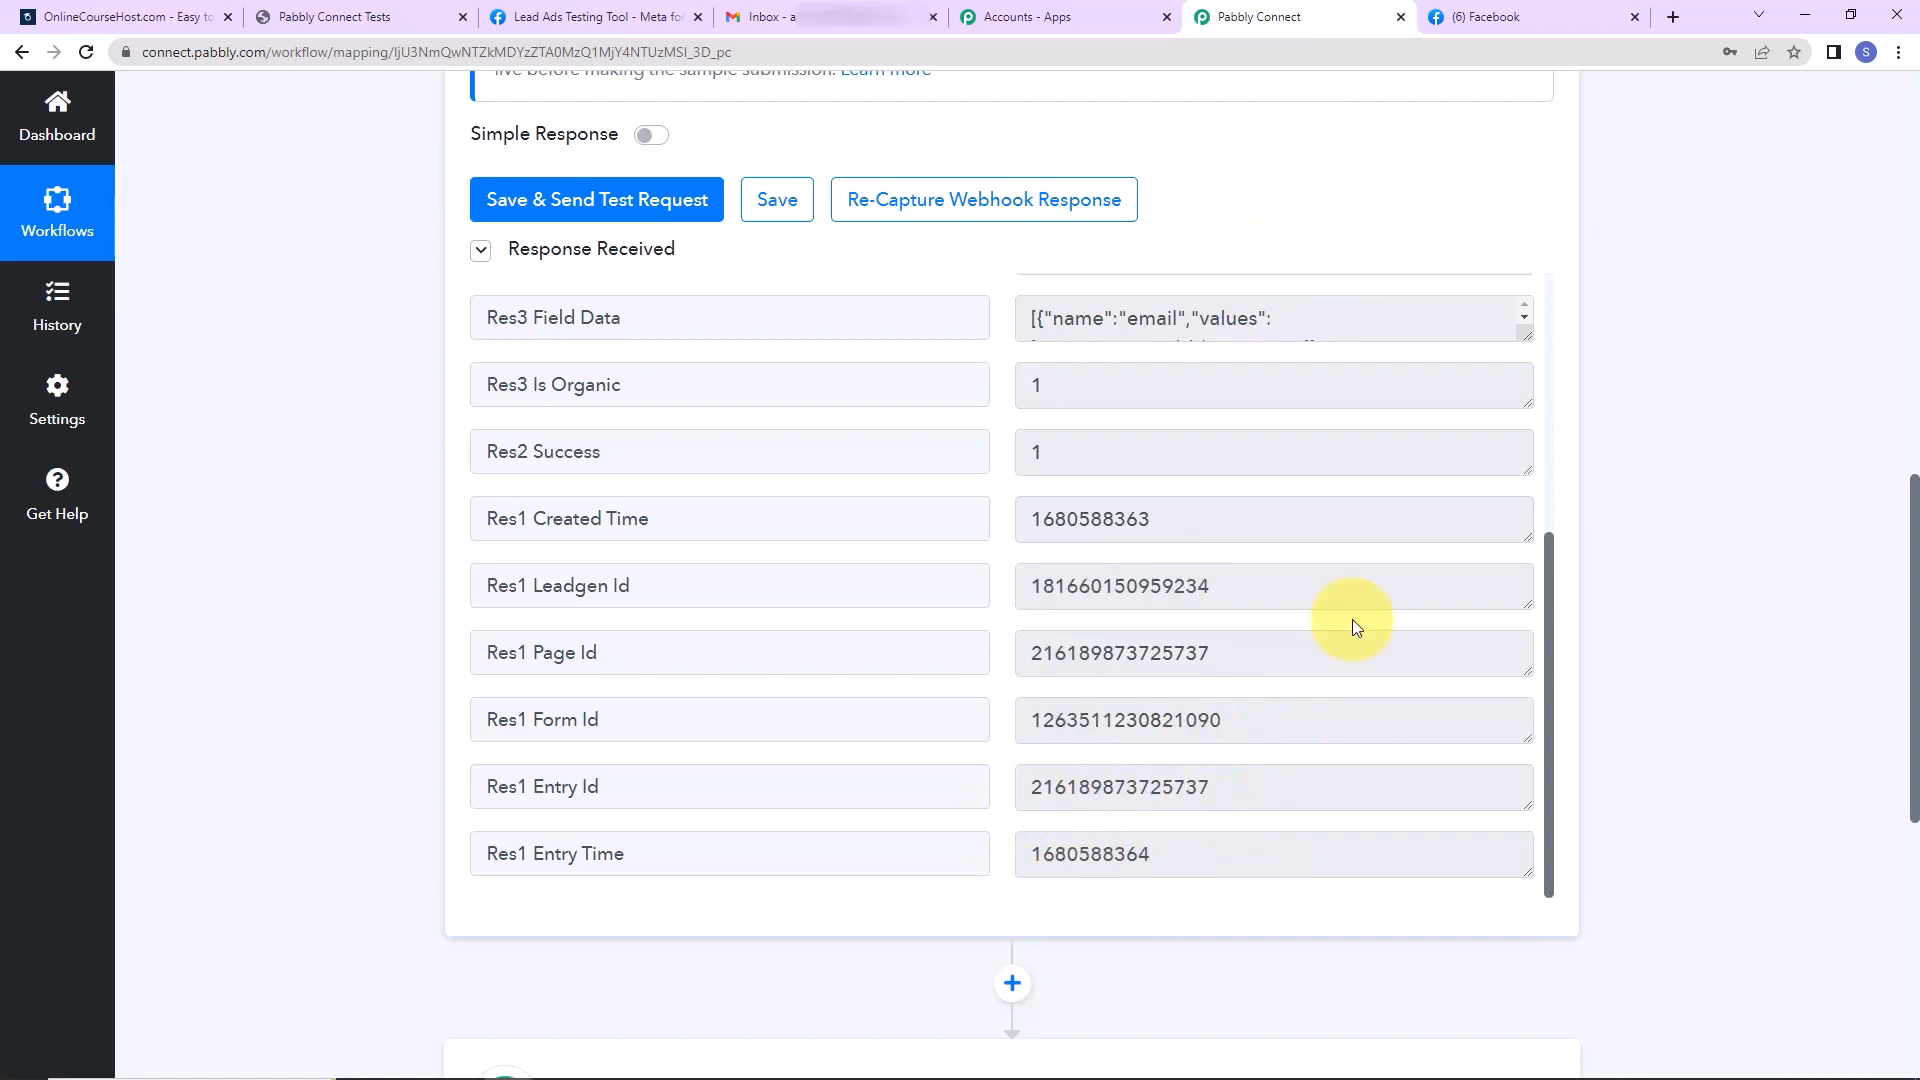 OnlineCourseHost.com - Easy to
Pabbly Connect Tests
Lead Ads Testing Tool - Meta fo
Inbox - a
Accounts - Apps
Pabbly Connect
(6) Facebook
connect.pabbly.com/workflow/mapping/IjU3NmQwNTZkMDYzZTA0MzQ1MjY4NTUzMSI_3D_pc
S
live before making the sample submission. Learn more
Dashboard
Workflows
History
Settings
Get Help
Simple Response
Save & Send Test Request
Save
Re-Capture Webhook Response
Response Received
Res3 Field Data
[{"name":"email","values":
Res3 Is Organic
1
Res2 Success
1
Res1 Created Time
1680588363
Res1 Leadgen Id
181660150959234
Res1 Page Id
216189873725737
Res1 Form Id
1263511230821090
Res1 Entry Id
216189873725737
Res1 Entry Time
1680588364